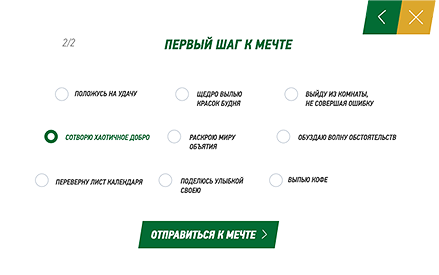 2/2
ПЕРВЫЙ ШАГ К МЕЧТЕ
ПОЛОЖУСЬ НА УДАЧУ
ЩЕДРО ВЫЛЬЮ
КРАСОК БУДНЯ
ВЫЙДУ ИЗ КОМНАТЫ,
НЕ СОВЕРШАЯ ОШИБКУ
СОТВОРЮ ХАОТИЧНОЕ ДОБРО
РАСКРОЮ МИРУ
ОБЪЯТИЯ
ОБУЗДАЮ ВОЛНУ ОБСТОЯТЕЛЬСТВ
ПЕРЕВЕРНУ ЛИСТ КАЛЕНДАРЯ
ПОДЕЛЮСЬ УЛЫБКОЙ
СВОЕЮ
ВЫПЬЮ КОФЕ
ОТПРАВИТЬСЯ К МЕЧТЕ